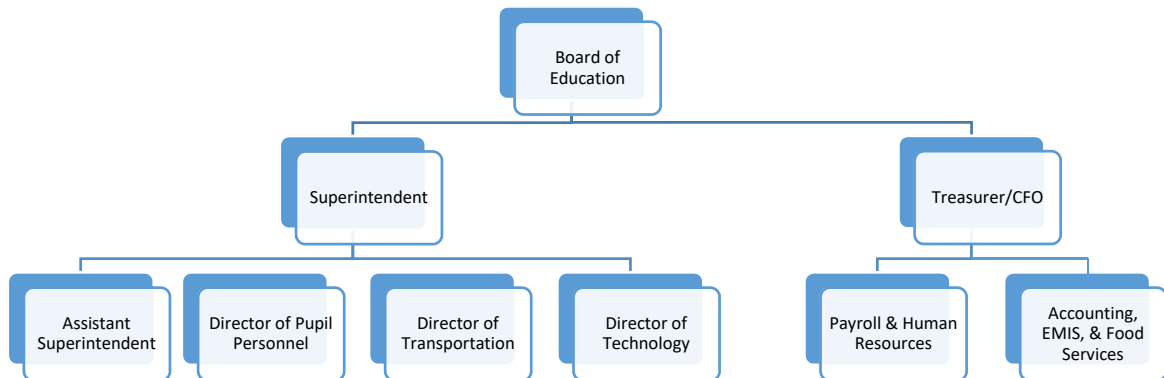 Board of
Education
Superintendent
Treasurer/CFO
Assistant
Superintendent
Director of Pupil
Personnel
Director of
Transportation
Director of
Technology
Payroll & Human
Resources
Accounting,
EMIS, & Food
Services